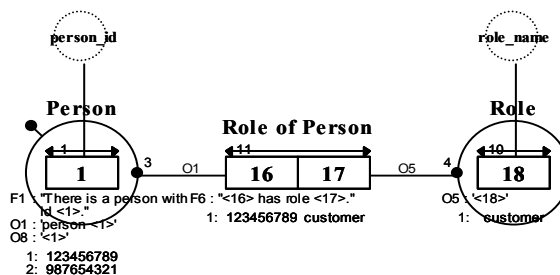 person_id
role_name
Person
Role of Person
Role
1
11
10
1
3
O1
16
17
O5
4
18
F1 : "There is a person with
id <1>."
O1 : 'person <1>'
O8 : '<1>'
1: 123456789
2: 987654321
F6 : "<16> has role <17>."
1: 123456789 customer
O5 : '<18>'
1: customer